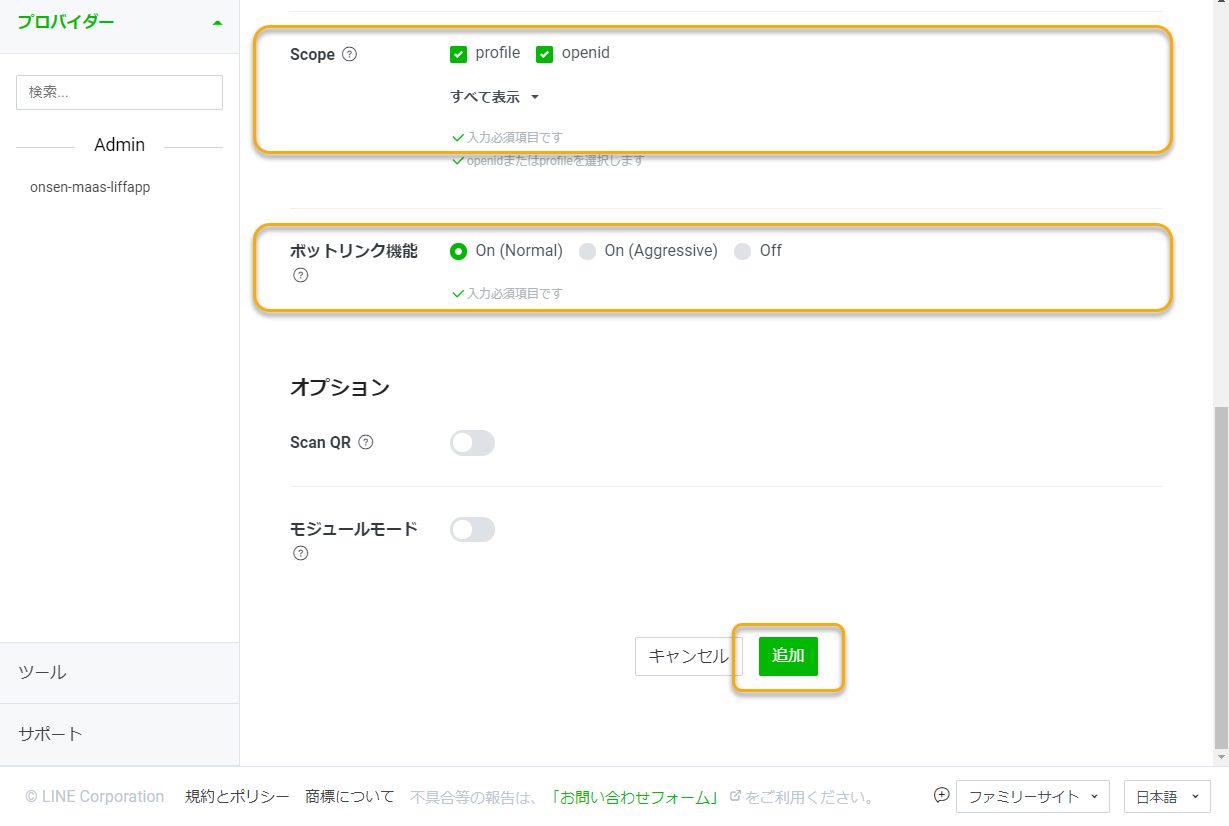 プロバイダー
検索...
Admin
onsen-maas-liffapp
ツール
サポート
Scope
profile openid
すべて表示
入力必須項目です
openidまたはprofileを選択します
ボットリンク機能
On (Normal) On (Aggressive) Off
入力必須項目です
オプション
Scan QR
モジュールモード
キャンセル 追加
© LINE Corporation 規約とポリシー 商標について 不具合等の報告は、「お問い合わせフォーム」をご利用ください。 ファミリーサイト 日本語